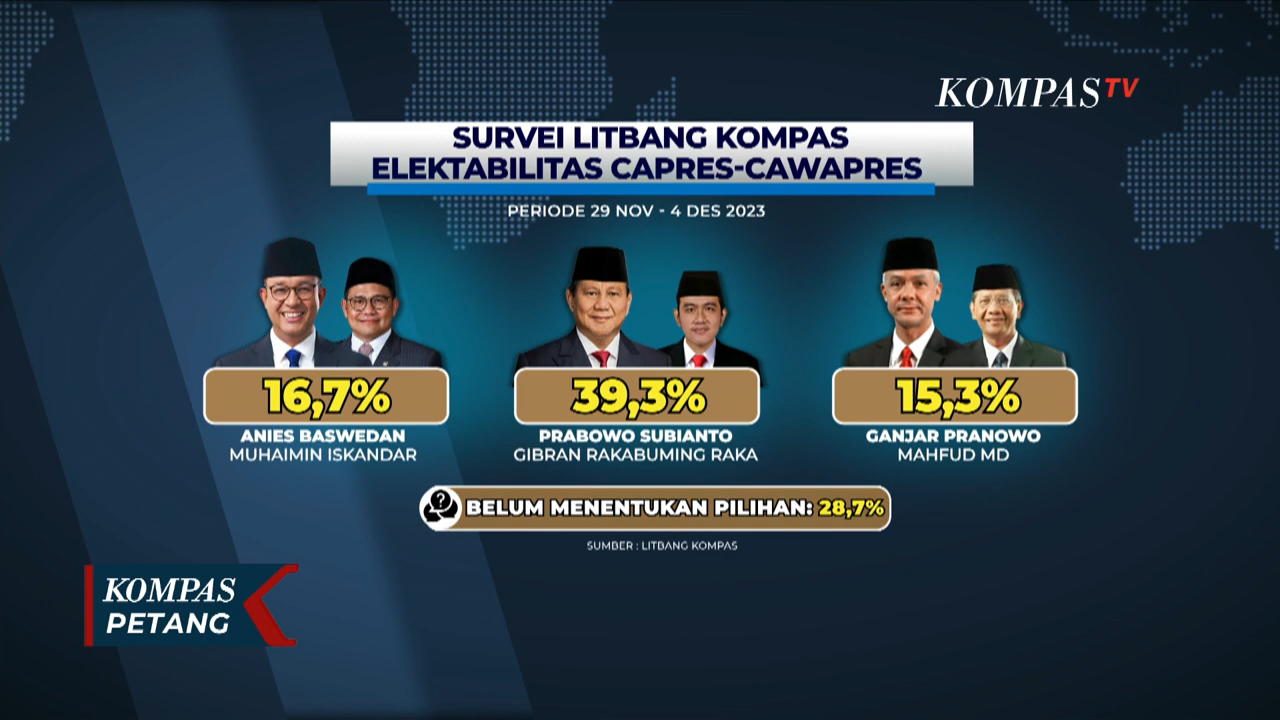 KOMPASTV
SURVEI LITBANG KOMPAS
ELEKTABILITAS CAPRES-CAWAPRES
PERIODE 29 NOV - 4 DES 2023
16,7%
ANIES BASWEDAN
MUHAIMIN ISKANDAR
39,3%
PRABOWO SUBIANTO
GIBRAN RAKABUMING RAKA
15,3%
GANJAR PRANOWO
MAHFUD MD
BELUM MENENTUKAN PILIHAN: 28,7%
SUMBER : LITBANG KOMPAS
KOMPAS
PETANG